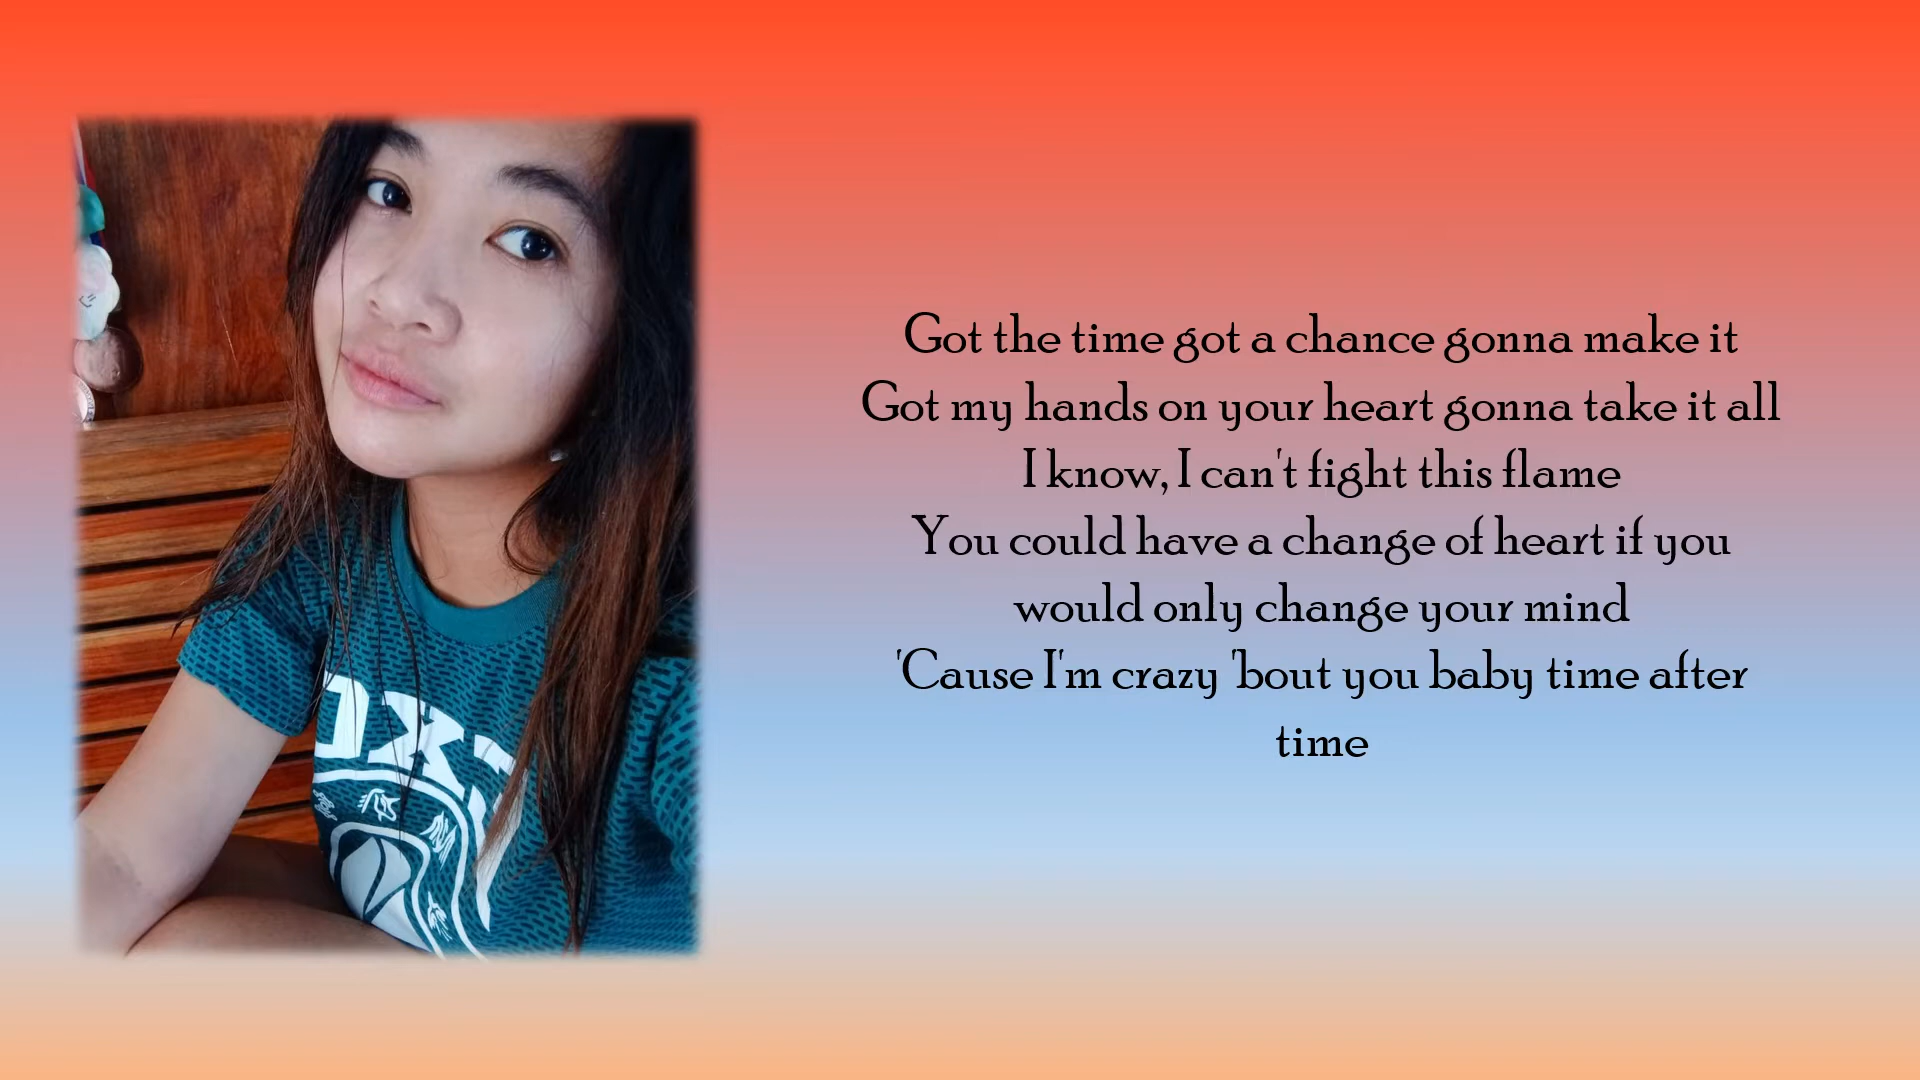 Got the time got a chance gonna make it
Got my hands on your heart gonna take it all
I know, I can't fight this flame
You could have a change of heart if you
would only change your mind
'Cause I'm crazy 'bout you baby time after
time